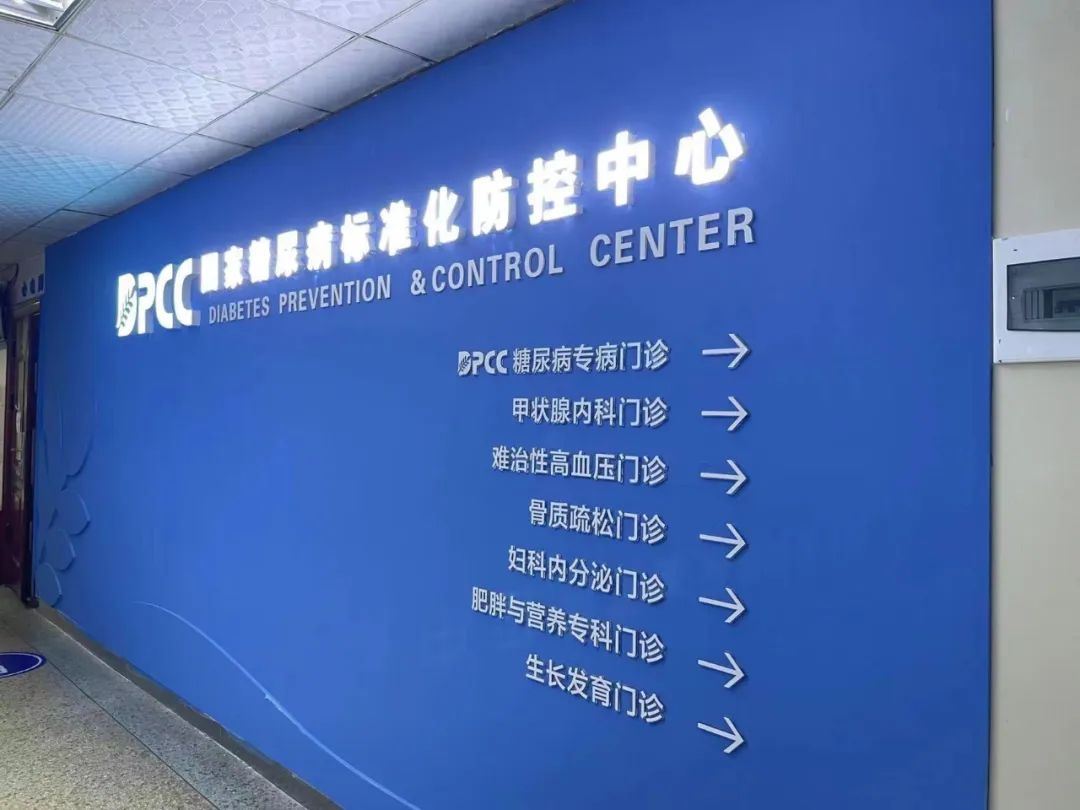 DPCC 国家糖尿病标准化防控中心
DIABETES PREVENTION & CONTROL CENTER
DPCC 糖尿病专病门诊 →
甲状腺内科门诊 →
难治性高血压门诊 →
骨质疏松门诊 →
妇科内分泌门诊 →
肥胖与营养专科门诊 →
生长发育门诊 →